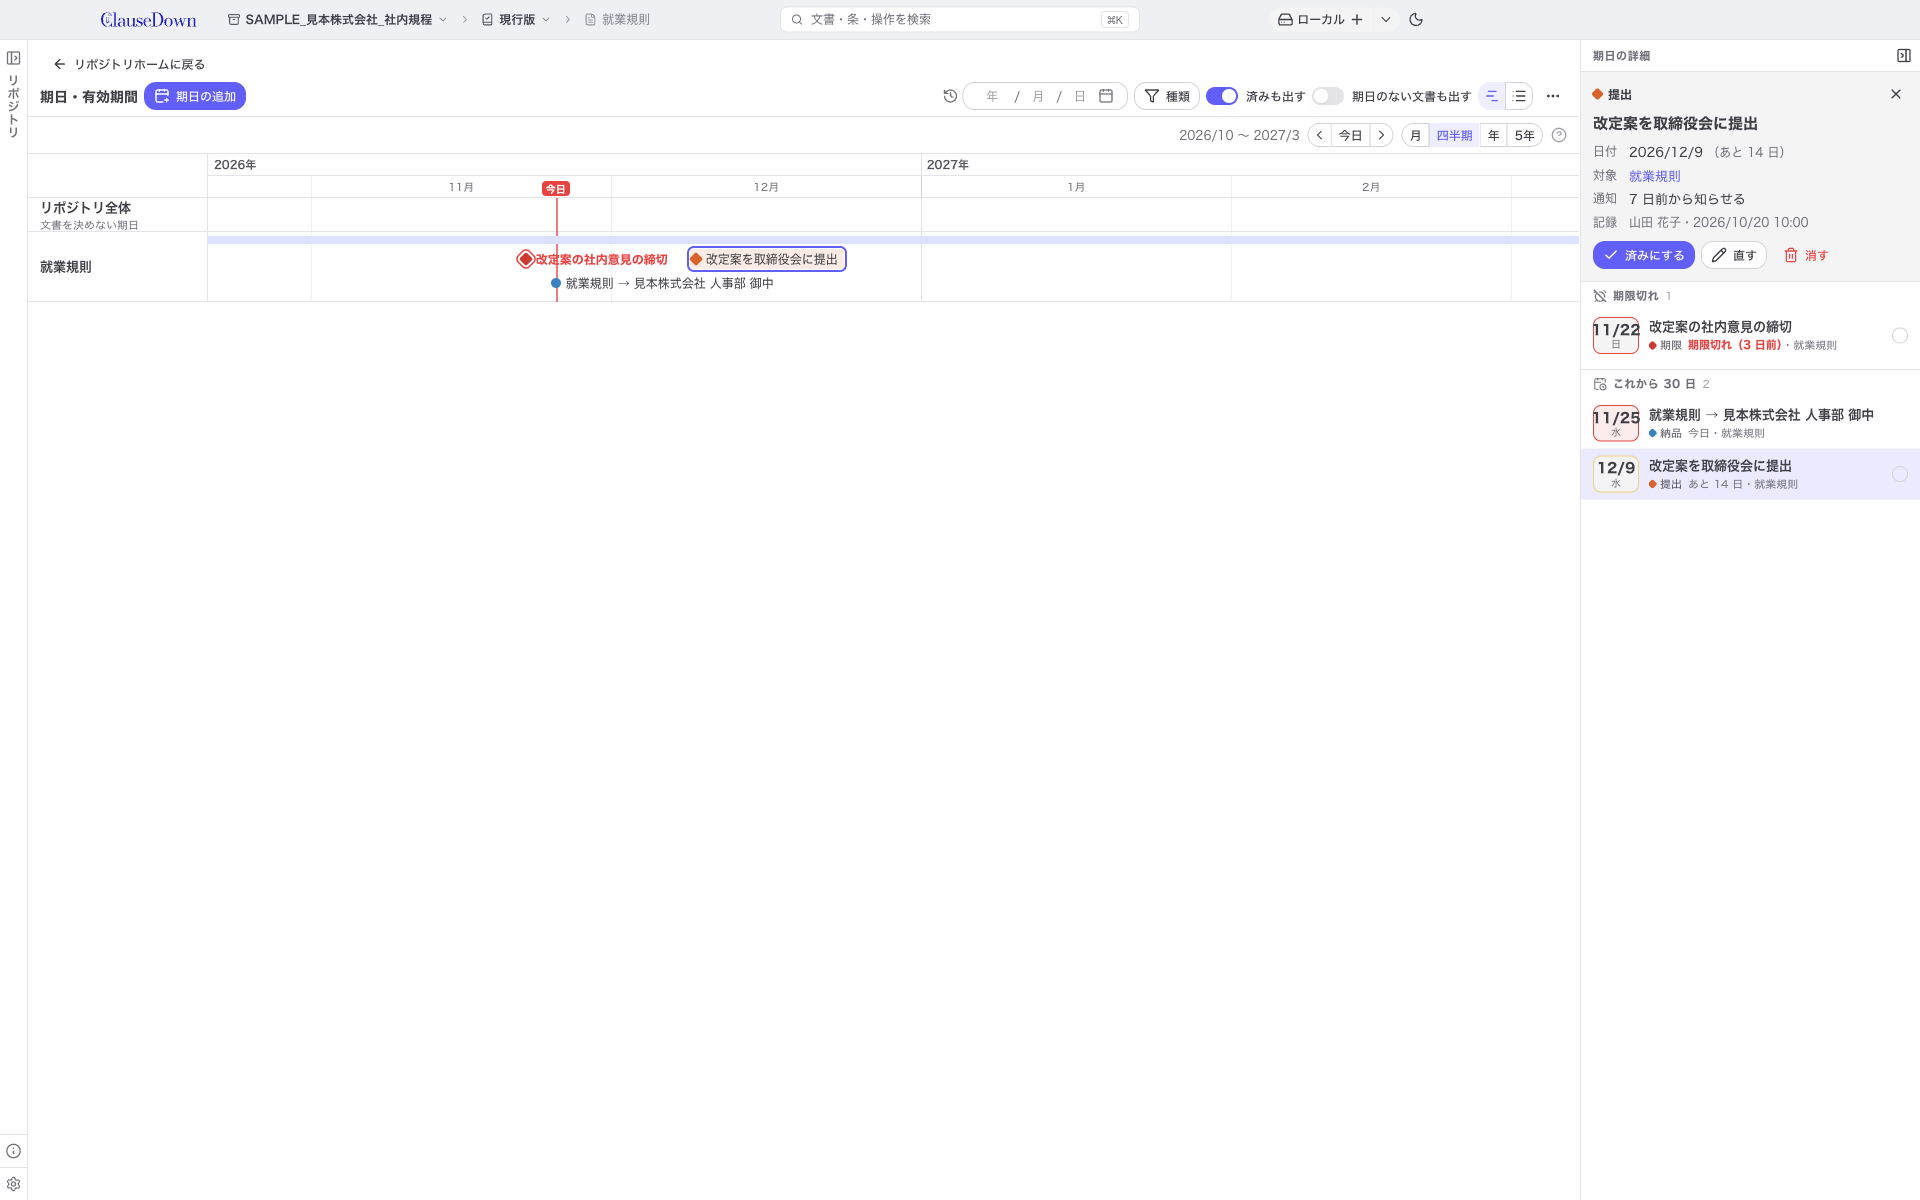 ClauseDown
SAMPLE_見本株式会社_社内規程
現行版
就業規則
文書・条・操作を検索
⌘K
ローカル
リポジトリ
リポジトリホームに戻る
期日・有効期間
期日の追加
年 / 月 / 日
種類
済みも出す
期日のない文書も出す
2026/10 〜 2027/3
今日
月
四半期
年
5年
2026年
2027年
11月
今日
12月
1月
2月
リポジトリ全体
文書を決めない期日
就業規則
改定案の社内意見の締切
改定案を取締役会に提出
就業規則 → 見本株式会社 人事部 御中
期日の詳細
提出
改定案を取締役会に提出
日付 2026/12/9 （あと 14 日）
対象 就業規則
通知 7 日前から知らせる
記録 山田 花子・2026/10/20 10:00
済みにする
直す
消す
期限切れ 1
11/22
日
改定案の社内意見の締切
期限 期限切れ（3 日前）・就業規則
これから 30 日 2
11/25
水
就業規則 → 見本株式会社 人事部 御中
納品 今日・就業規則
12/9
水
改定案を取締役会に提出
提出 あと 14 日・就業規則